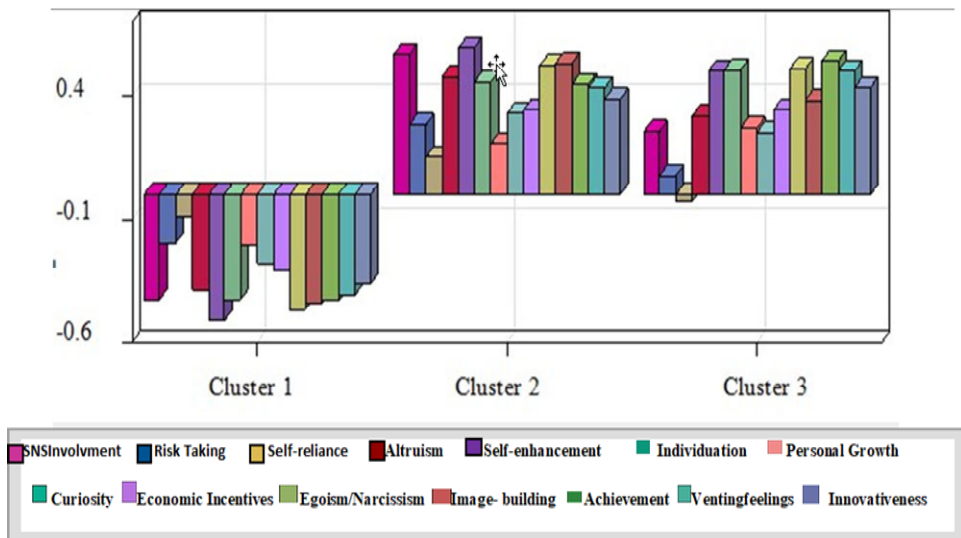 0.4
-0.1
-0.6
Cluster 1 Cluster 2 Cluster 3
SNSInvolvment Risk Taking Self-reliance Altruism Self-enhancement Individuation Personal Growth
Curiosity Economic Incentives Egoism/Narcissism Image- building Achievement Ventingfeelings Innovativeness